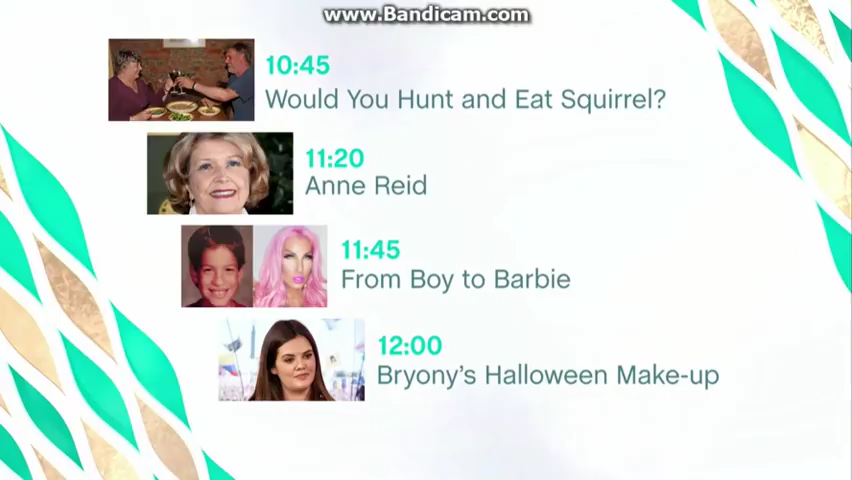 www.Bandicam.com
10:45
Would You Hunt and Eat Squirrel?
11:20
Anne Reid
11:45
From Boy to Barbie
12:00
Bryony's Halloween Make-up